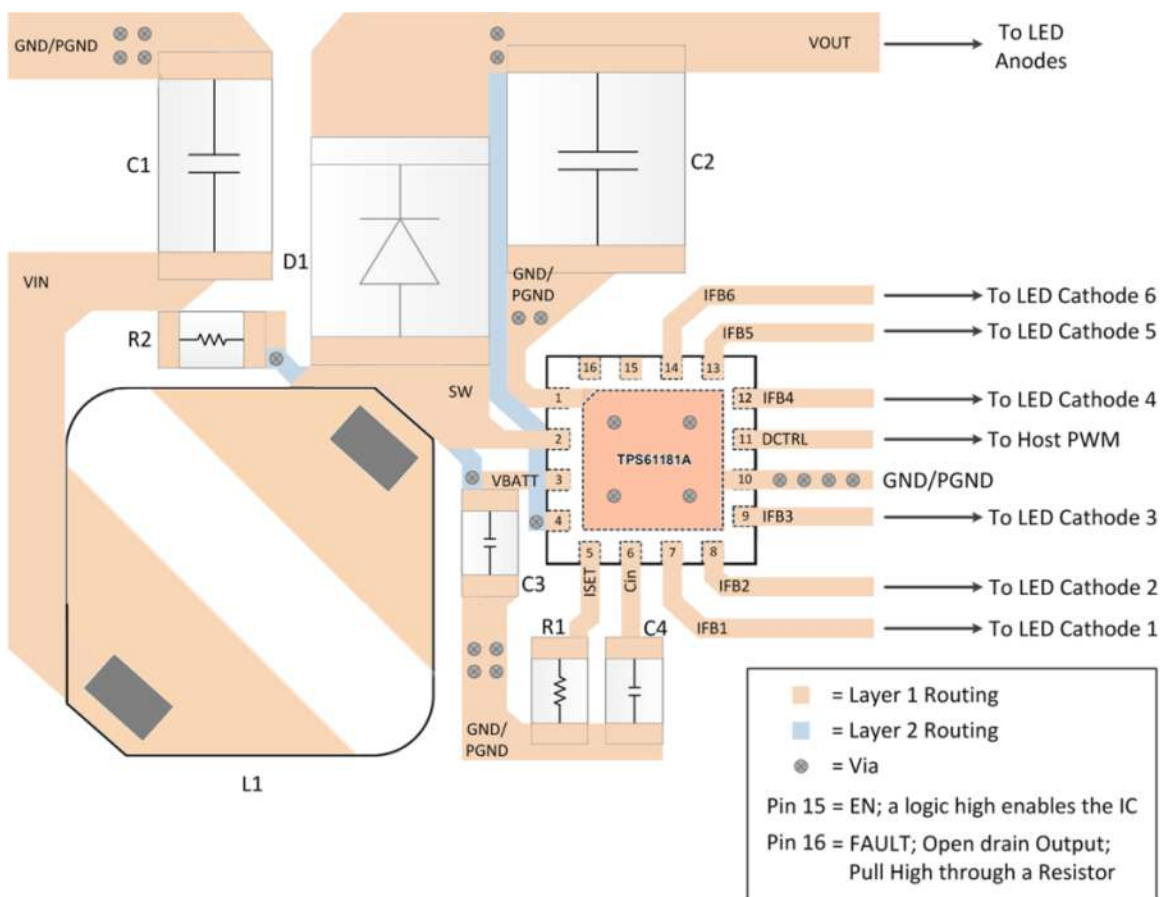 GND/PGND
VOUT
To LED
Anodes
C1
C2
D1
VIN
GND/
PGND
IFB6
To LED Cathode 6
R2
IFB5
To LED Cathode 5
16
15
14
13
SW
1
12
IFB4
To LED Cathode 4
2
11
DCTRL
To Host PWM
TPS61181A
VBATT
3
10
GND/PGND
4
9
IFB3
To LED Cathode 3
5
6
7
8
C3
ISET
Cin
IFB2
To LED Cathode 2
R1
C4
IFB1
To LED Cathode 1
GND/
PGND
L1
= Layer 1 Routing
= Layer 2 Routing
= Via
Pin 15 = EN; a logic high enables the IC
Pin 16 = FAULT; Open drain Output;
Pull High through a Resistor